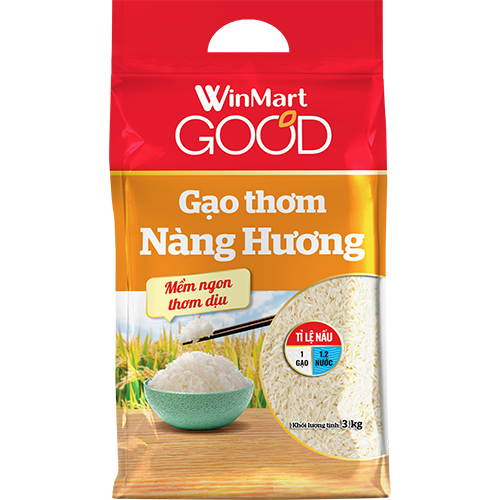 WinMart
GOOD
Gạo thơm
Nàng Hương
Mềm ngon
thơm dịu
TỈ LỆ NẤU
1
GẠO
1,2
NƯỚC
Khối lượng tịnh 3 kg